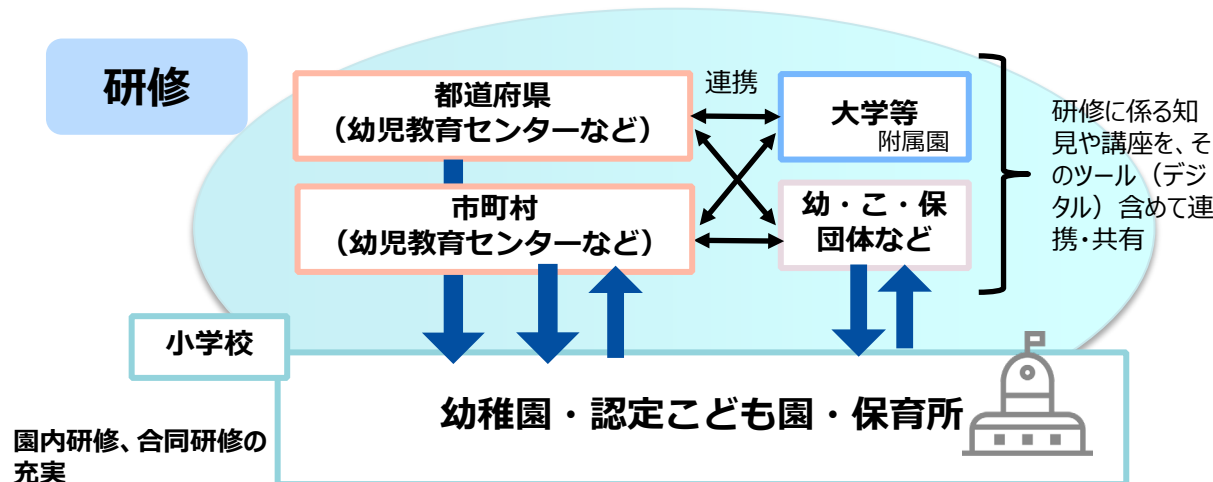 研修
都道府県
（幼児教育センターなど）
連携
大学等
附属園
市町村
（幼児教育センターなど）
幼・こ・保
団体など
研修に係る知
見や講座を、そ
のツール（デジ
タル）含めて連
携・共有
小学校
幼稚園・認定こども園・保育所
園内研修、合同研修の
充実